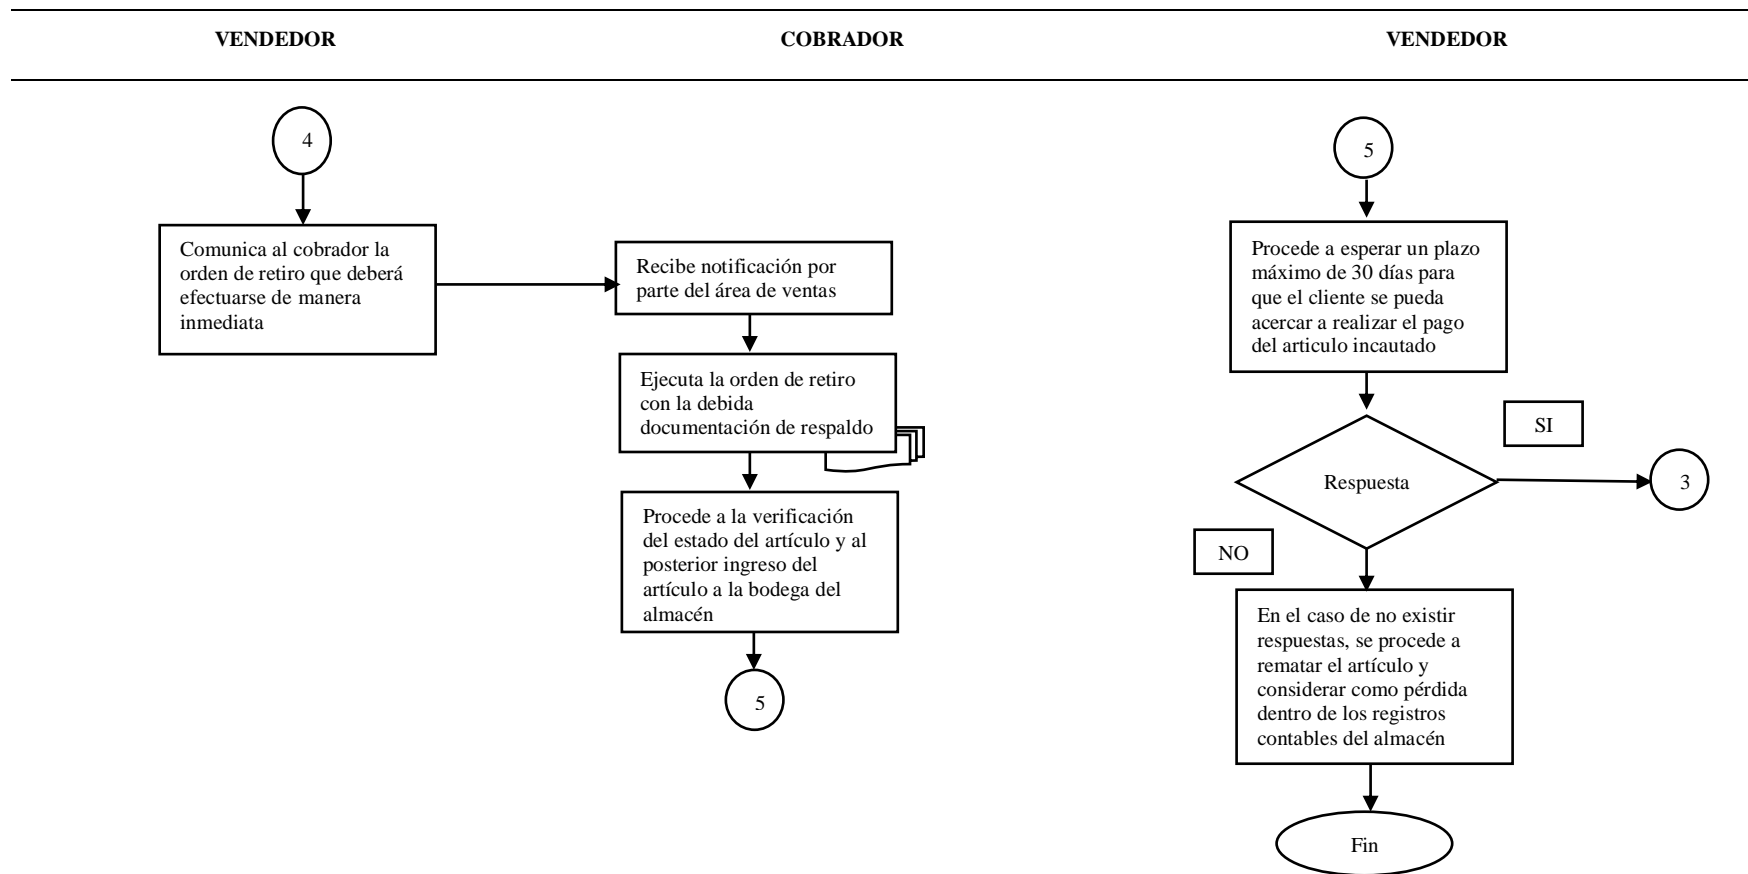 VENDEDOR
COBRADOR
VENDEDOR
4
Comunica al cobrador la
orden de retiro que deberá
efectuarse de manera
inmediata
Recibe notificación por
parte del área de ventas
Ejecuta la orden de retiro
con la debida
documentación de respaldo
Procede a la verificación
del estado del artículo y al
posterior ingreso del
artículo a la bodega del
almacén
5
5
Procede a esperar un plazo
máximo de 30 días para
que el cliente se pueda
acercar a realizar el pago
del articulo incautado
SI
Respuesta
3
NO
En el caso de no existir
respuestas, se procede a
rematar el artículo y
considerar como pérdida
dentro de los registros
contables del almacén
Fin